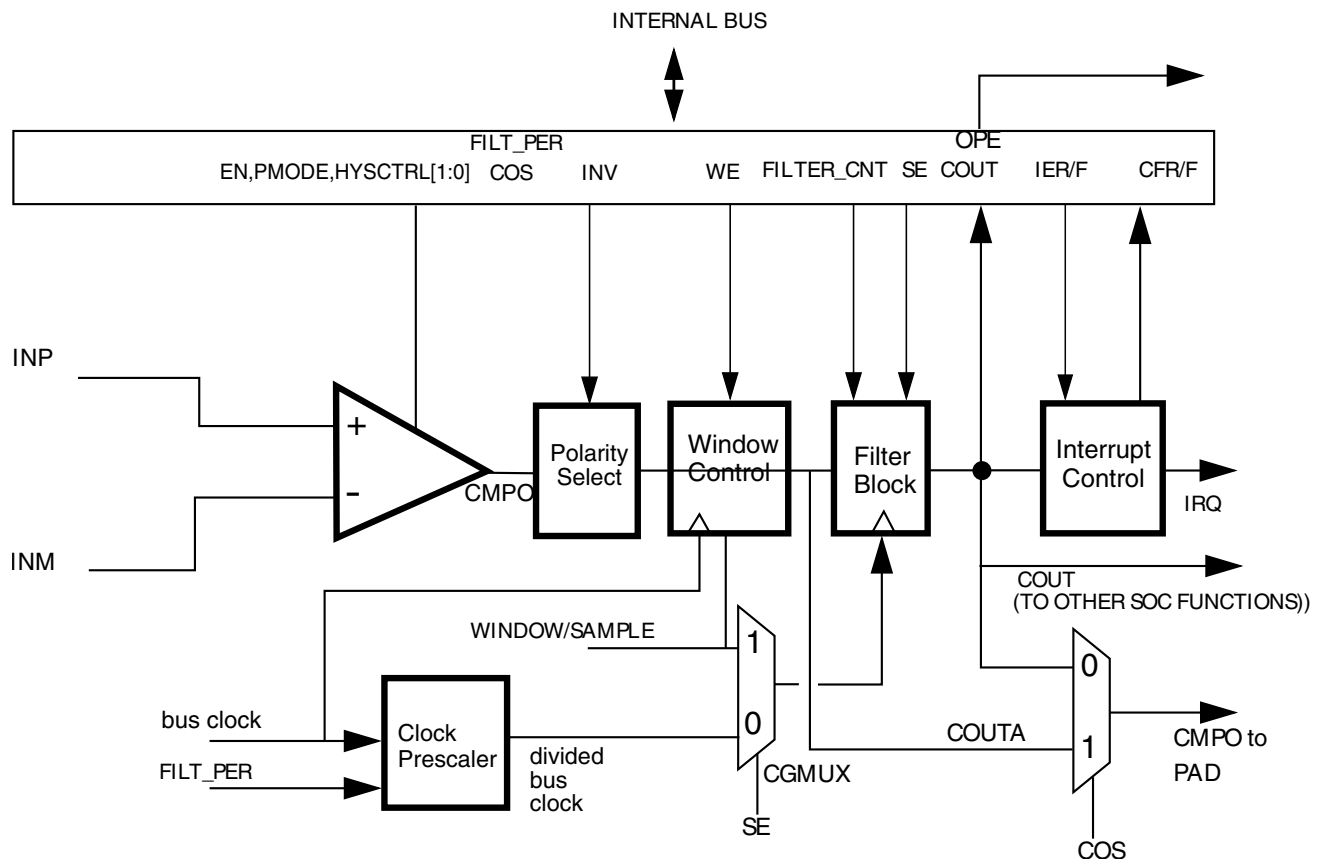 INTERNAL BUS
FILT_PER
OPE
EN,PMODE,HYSCTRL[1:0] COS INV WE FILTER_CNT SE COUT IER/F CFR/F
INP
+
-
INM
CMPO
Polarity
Select
Window
Control
Filter
Block
Interrupt
Control
IRQ
COUT
(TO OTHER SOC FUNCTIONS))
WINDOW/SAMPLE
1
0
CGMUX
SE
bus clock
FILT_PER
Clock
Prescaler
divided
bus
clock
COUTA
0
1
CMPO to
PAD
COS